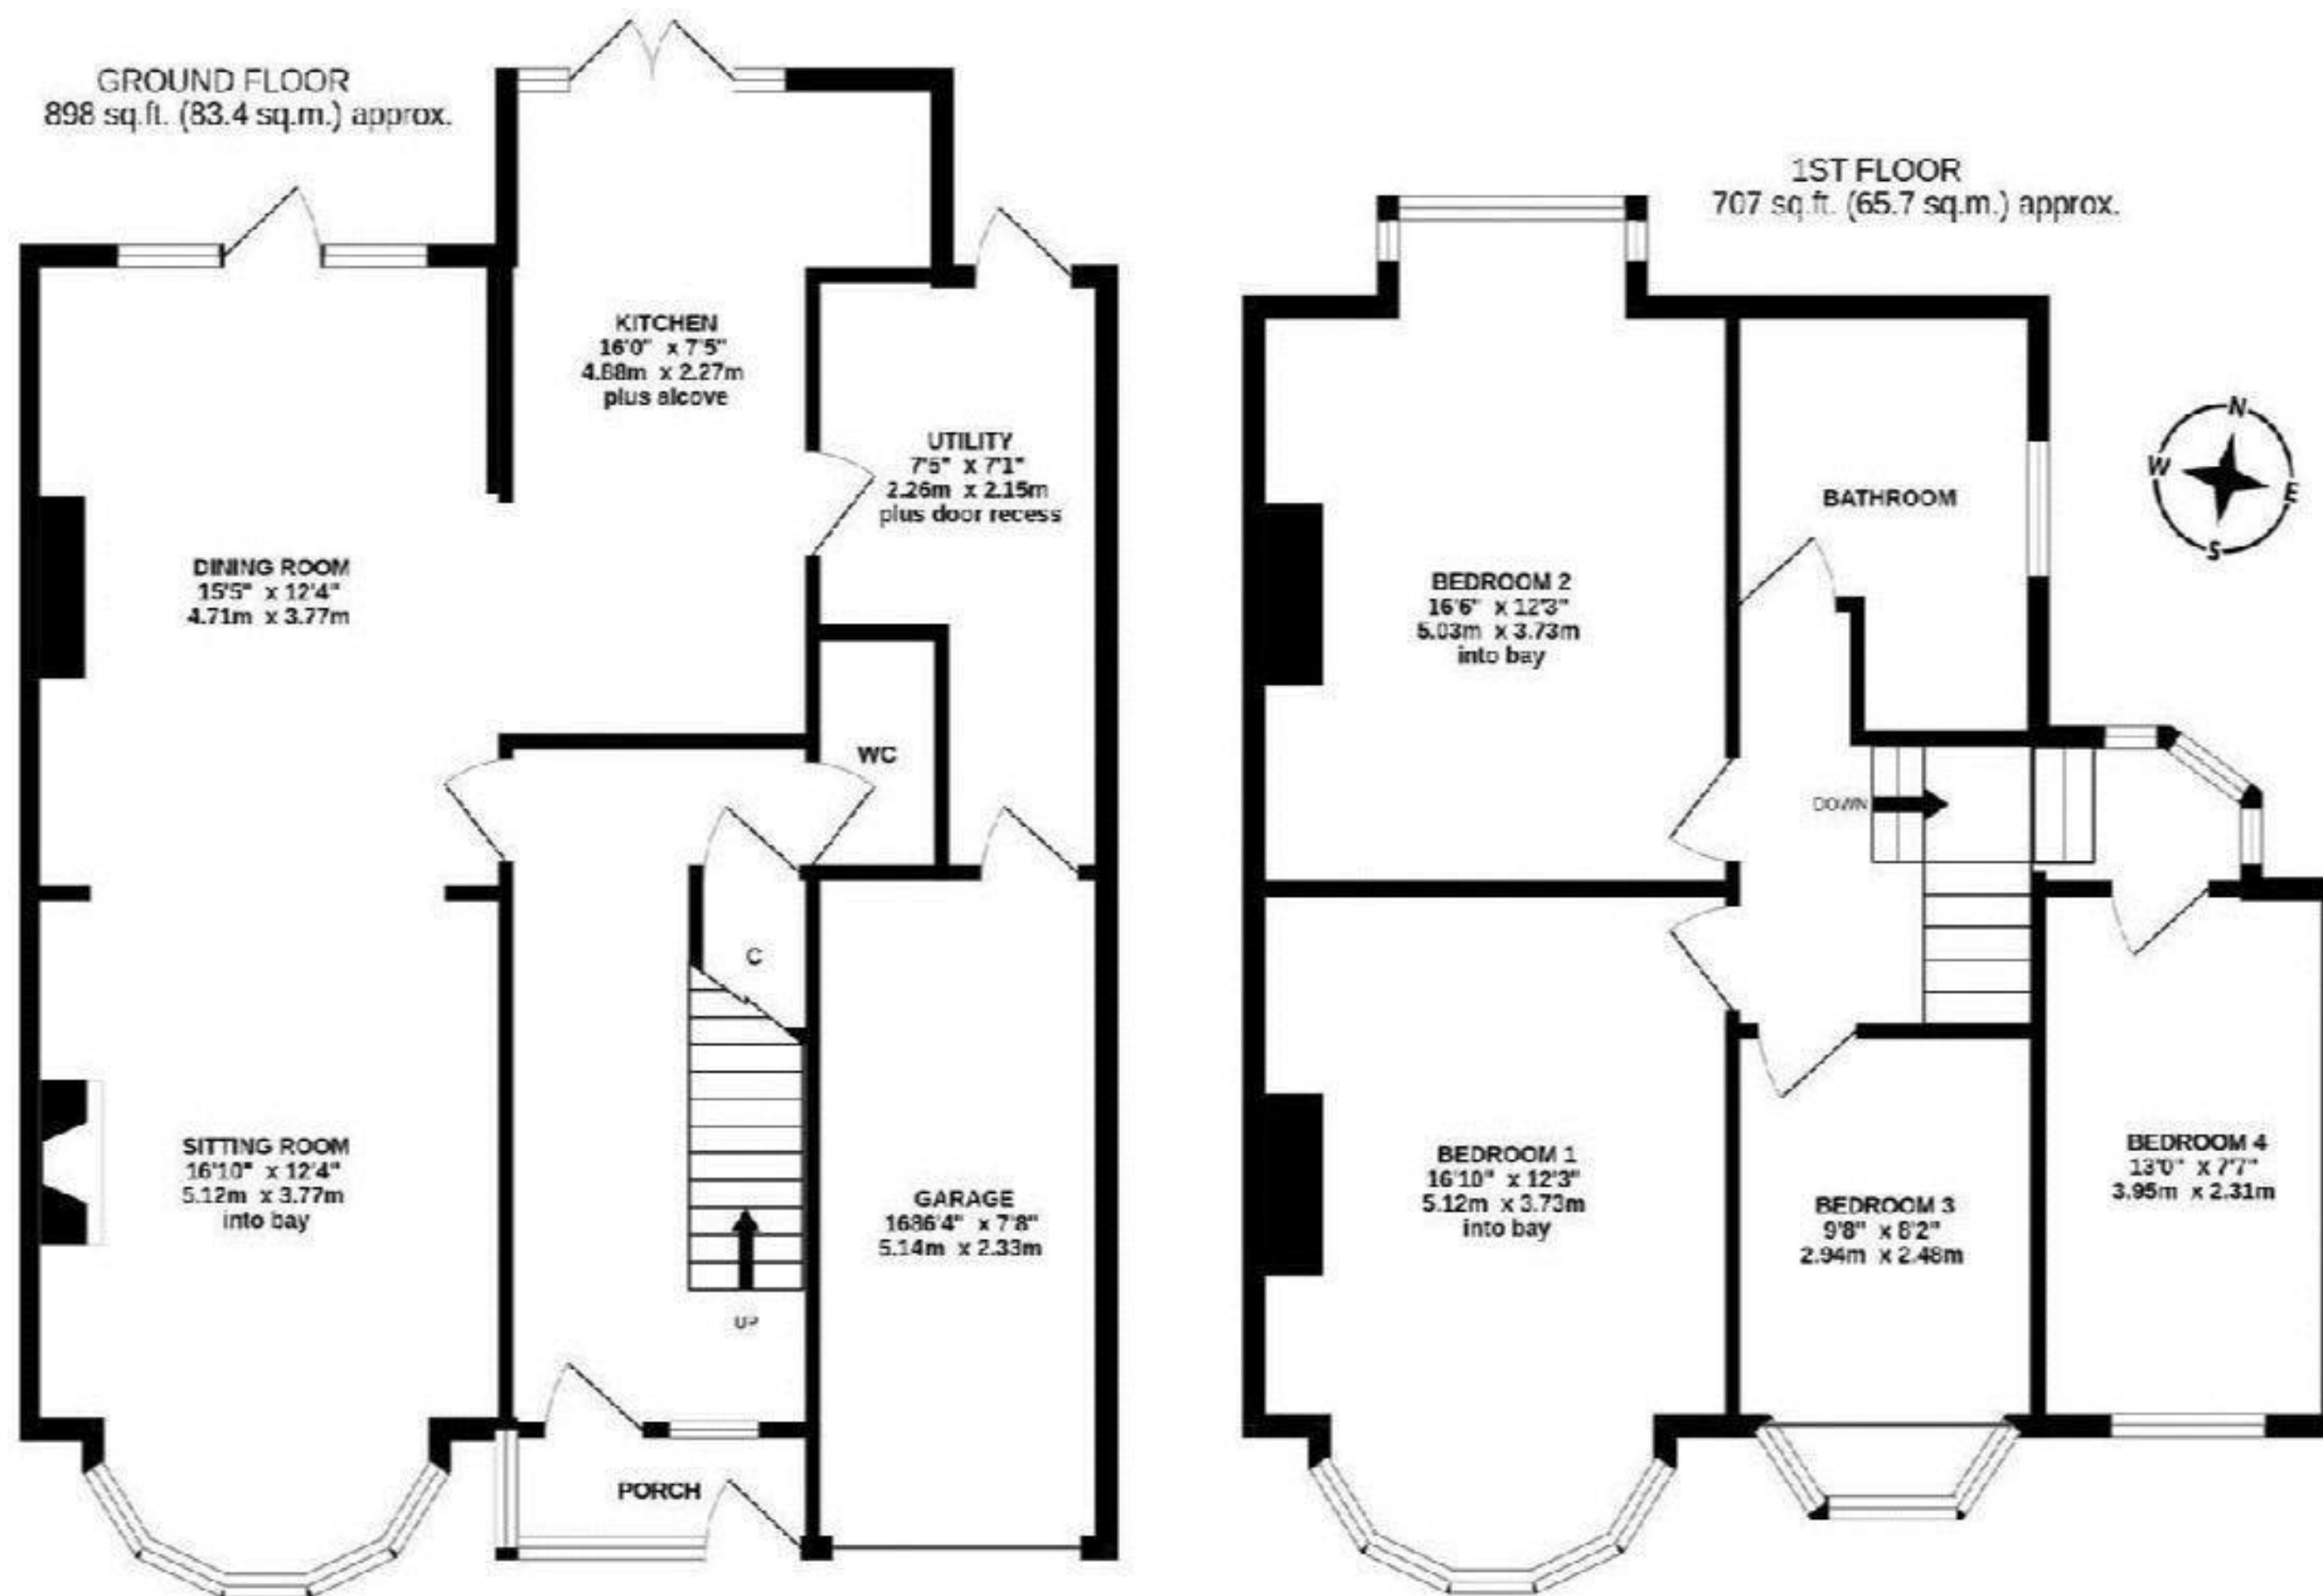 GROUND FLOOR
898 sq.ft. (83.4 sq.m.) approx.
KITCHEN
16'0" x 7'5"
4.88m x 2.27m
plus alcove
UTILITY
7'5" x 7'1"
2.26m x 2.15m
plus door recess
DINING ROOM
15'5" x 12'4"
4.71m x 3.77m
WC
C
SITTING ROOM
16'10" x 12'4"
5.12m x 3.77m
into bay
GARAGE
1686'4" x 7'8"
5.14m x 2.33m
UP
PORCH
1ST FLOOR
707 sq.ft. (65.7 sq.m.) approx.
N
W
E
S
BATHROOM
BEDROOM 2
16'6" x 12'3"
5.03m x 3.73m
into bay
DOWN
BEDROOM 1
16'10" x 12'3"
5.12m x 3.73m
into bay
BEDROOM 3
9'8" x 8'2"
2.94m x 2.48m
BEDROOM 4
13'0" x 7'7"
3.95m x 2.31m